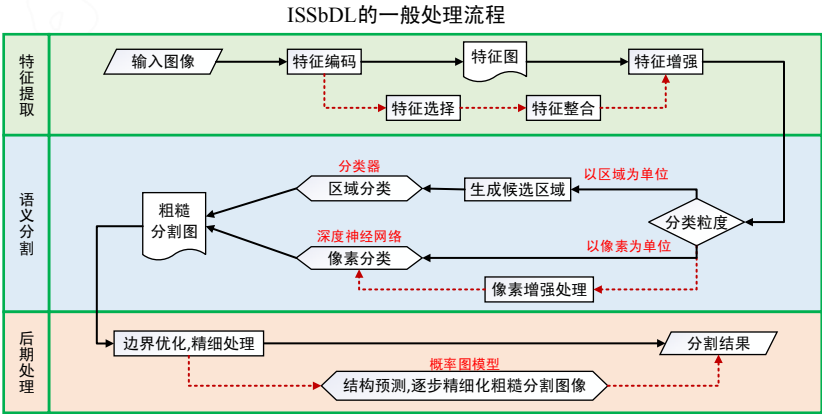 ISSbDL的一般处理流程
特征提取
输入图像
特征编码
特征图
特征增强
特征选择
特征整合
语义分割
分类器
以区域为单位
区域分类
生成候选区域
粗糙
分割图
分类粒度
深度神经网络
以像素为单位
像素分类
像素增强处理
后期处理
边界优化,精细处理
分割结果
概率图模型
结构预测,逐步精细化粗糙分割图像